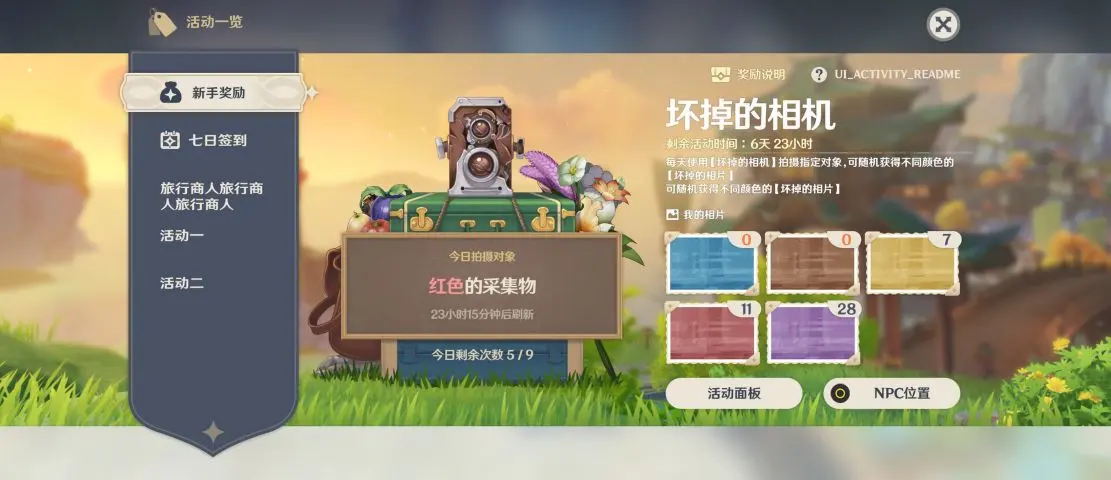 活动一览
新手奖励
七日签到
旅行商人旅行商
人旅行商人
活动一
活动二
今日拍摄对象
红色的采集物
23小时15分钟后刷新
今日剩余次数 5 / 9
奖励说明
? UI_ACTIVITY_README
坏掉的相机
剩余活动时间：6天 23小时
每天使用【坏掉的相机】拍摄指定对象,可随机获得不同颜色的
【坏掉的相片】
可随机获得不同颜色的【坏掉的相片】
我的相片
0
0
7
11
28
活动面板
NPC位置